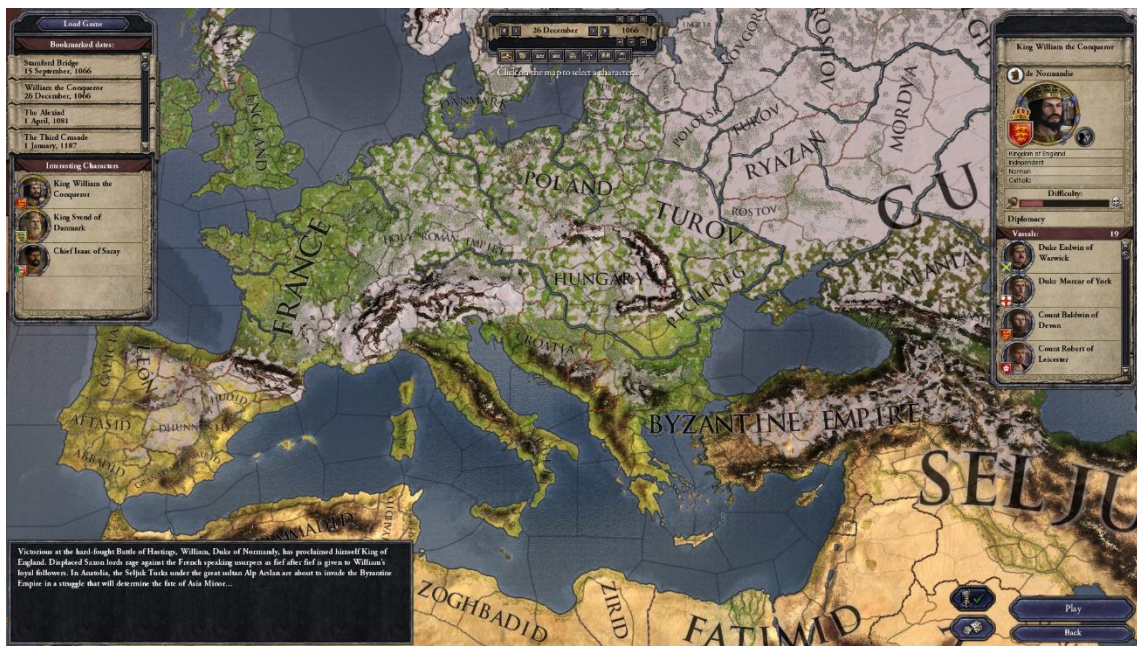 Load Game
Bookmarked dates:
Stamford Bridge
15 September, 1066
William the Conqueror
26 December, 1066
The Alexiad
1 April, 1081
The Third Crusade
1 January, 1187
Interesting Characters
King William the
Conqueror
King Svend of
Denmark
Chief Isaac of Saray
26 December
1066
Click on the map to select a character...
King William the Conqueror
de Normandie
Kingdom of England
Independent
Norman
Catholic
Difficulty:
Diplomacy
Vassals: 19
Duke Eadwin of
Warwick
Duke Morcar of York
Count Baldwin of
Devon
Count Robert of
Leicester
ENGLAND
DANMARK
NOVGOROD
ROSTOV
MORDVA
POLOTSK
TUROV
RYAZAN
POLAND
ROSTOV
CU
TUROV
FRANCE
HOLY ROMAN EMPIRE
HUNGARY
PECHENEG
ALANIA
CROATIA
GALICIA
LEON
AFTASID
DHUNNUNID
ABBADID
BYZANTINE EMPIRE
SELJU
HAMMADID
ZOGHBADID
ZIRID
FATIMID
Victorious at the hard-fought Battle of Hastings, William, Duke of Normandy, has proclaimed himself King of
England. Displaced Saxon lords rage against the French speaking usurpers as fief after fief is given to William's
loyal followers. In Anatolia, the Seljuk Turks under the great sultan Alp Arslan are about to invade the Byzantine
Empire in a struggle that will determine the fate of Asia Minor...
Play
Back